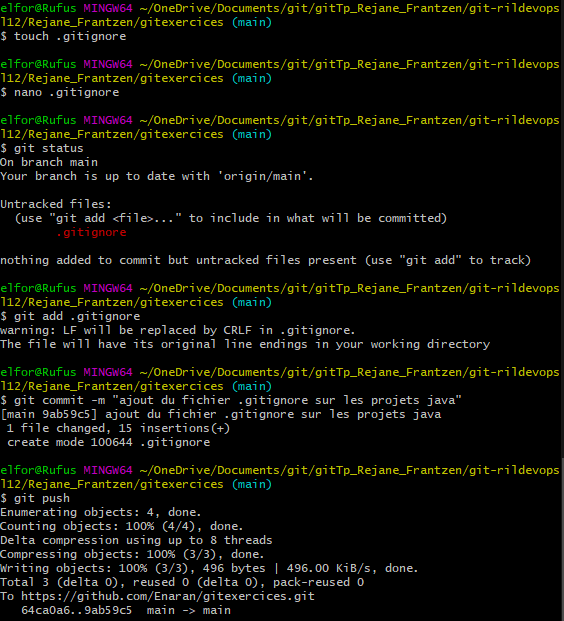 elfor@Rufus MINGW64 ~/OneDrive/Documents/git/gitTp_Rejane_Frantzen/git-rildevops
l12/Rejane_Frantzen/gitexercices (main)
$ touch .gitignore
elfor@Rufus MINGW64 ~/OneDrive/Documents/git/gitTp_Rejane_Frantzen/git-rildevops
l12/Rejane_Frantzen/gitexercices (main)
$ nano .gitignore
elfor@Rufus MINGW64 ~/OneDrive/Documents/git/gitTp_Rejane_Frantzen/git-rildevops
l12/Rejane_Frantzen/gitexercices (main)
$ git status
On branch main
Your branch is up to date with 'origin/main'.
Untracked files:
  (use "git add <file>..." to include in what will be committed)
        .gitignore
nothing added to commit but untracked files present (use "git add" to track)
elfor@Rufus MINGW64 ~/OneDrive/Documents/git/gitTp_Rejane_Frantzen/git-rildevops
l12/Rejane_Frantzen/gitexercices (main)
$ git add .gitignore
warning: LF will be replaced by CRLF in .gitignore.
The file will have its original line endings in your working directory
elfor@Rufus MINGW64 ~/OneDrive/Documents/git/gitTp_Rejane_Frantzen/git-rildevops
l12/Rejane_Frantzen/gitexercices (main)
$ git commit -m "ajout du fichier .gitignore sur les projets java"
[main 9ab59c5] ajout du fichier .gitignore sur les projets java
 1 file changed, 15 insertions(+)
 create mode 100644 .gitignore
elfor@Rufus MINGW64 ~/OneDrive/Documents/git/gitTp_Rejane_Frantzen/git-rildevops
l12/Rejane_Frantzen/gitexercices (main)
$ git push
Enumerating objects: 4, done.
Counting objects: 100% (4/4), done.
Delta compression using up to 8 threads
Compressing objects: 100% (3/3), done.
Writing objects: 100% (3/3), 496 bytes | 496.00 KiB/s, done.
Total 3 (delta 0), reused 0 (delta 0), pack-reused 0
To https://github.com/Enaran/gitexercices.git
   64ca0a6..9ab59c5  main -> main